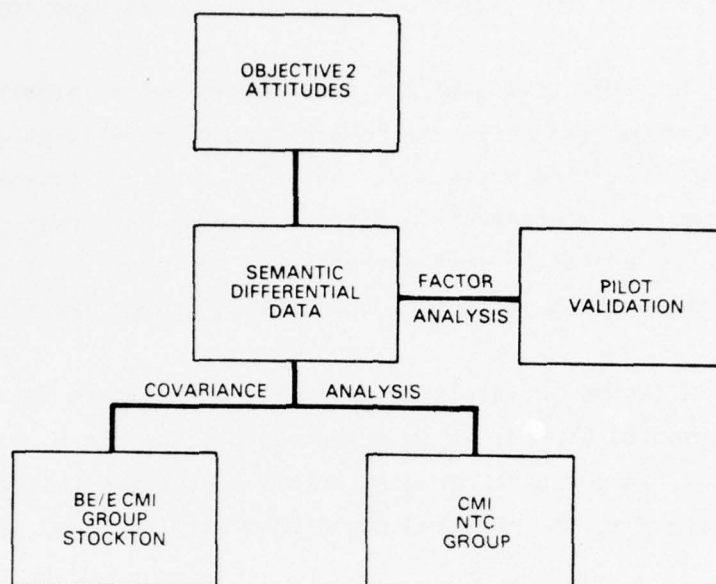 OBJECTIVE 2
ATTITUDES
SEMANTIC
DIFFERENTIAL
DATA
FACTOR
ANALYSIS
PILOT
VALIDATION
COVARIANCE ANALYSIS
BE/E CMI
GROUP
STOCKTON
CMI
NTC
GROUP